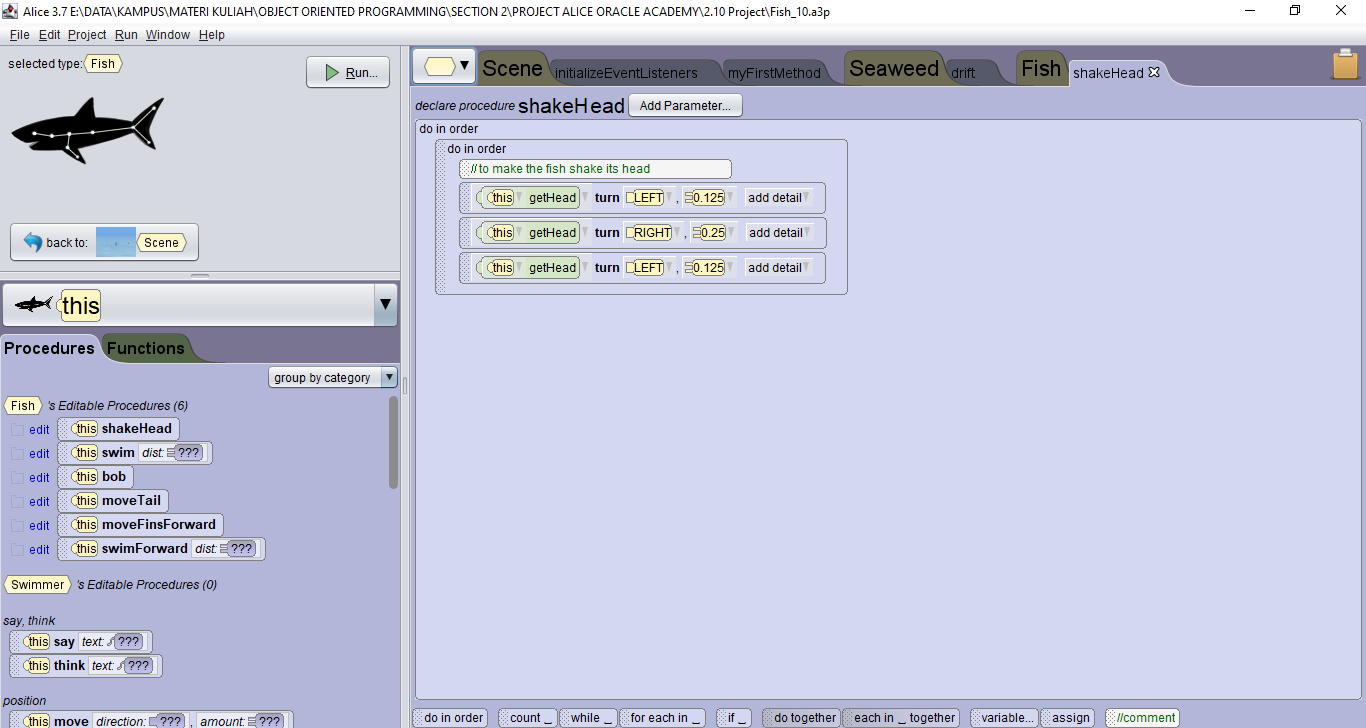 Alice 3.7 E:\DATA\KAMPUS\MATERI KULIAH\OBJECT ORIENTED PROGRAMMING\SECTION 2\PROJECT ALICE ORACLE ACADEMY\2.10 Project\Fish_10.a3p
File Edit Project Run Window Help
selected type: Fish
Run...
back to: Scene
this
Procedures Functions
group by category
Fish 's Editable Procedures (6)
edit this shakeHead
edit this swim dist: ???
edit this bob
edit this moveTail
edit this moveFinsForward
edit this swimForward dist: ???
Swimmer 's Editable Procedures (0)
say, think
this say text: ???
this think text: ???
position
this move direction: ??? , amount: ???
Scene initializeEventListeners myFirstMethod Seaweed drift Fish shakeHead
declare procedure shakeHead Add Parameter...
do in order
do in order
//to make the fish shake its head
this getHead turn LEFT , 0.125 add detail
this getHead turn RIGHT , 0.25 add detail
this getHead turn LEFT , 0.125 add detail
do in order count _ while _ for each in _ if _ do together each in _ together variable... assign //comment